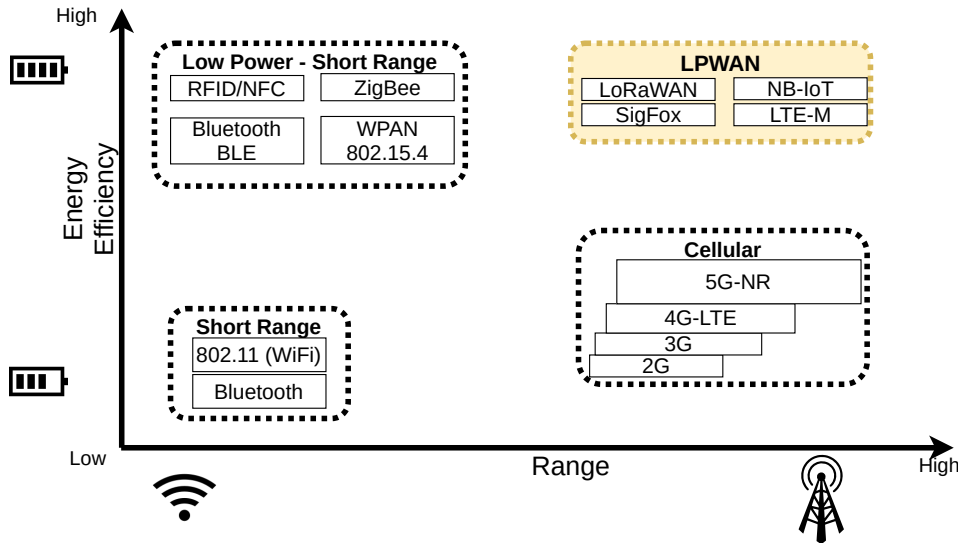 High
Low Power - Short Range
RFID/NFC
ZigBee
Bluetooth
BLE
WPAN
802.15.4
LPWAN
LoRaWAN
NB-IoT
SigFox
LTE-M
Energy
Efficiency
Cellular
5G-NR
4G-LTE
3G
2G
Short Range
802.11 (WiFi)
Bluetooth
Low
Range
High